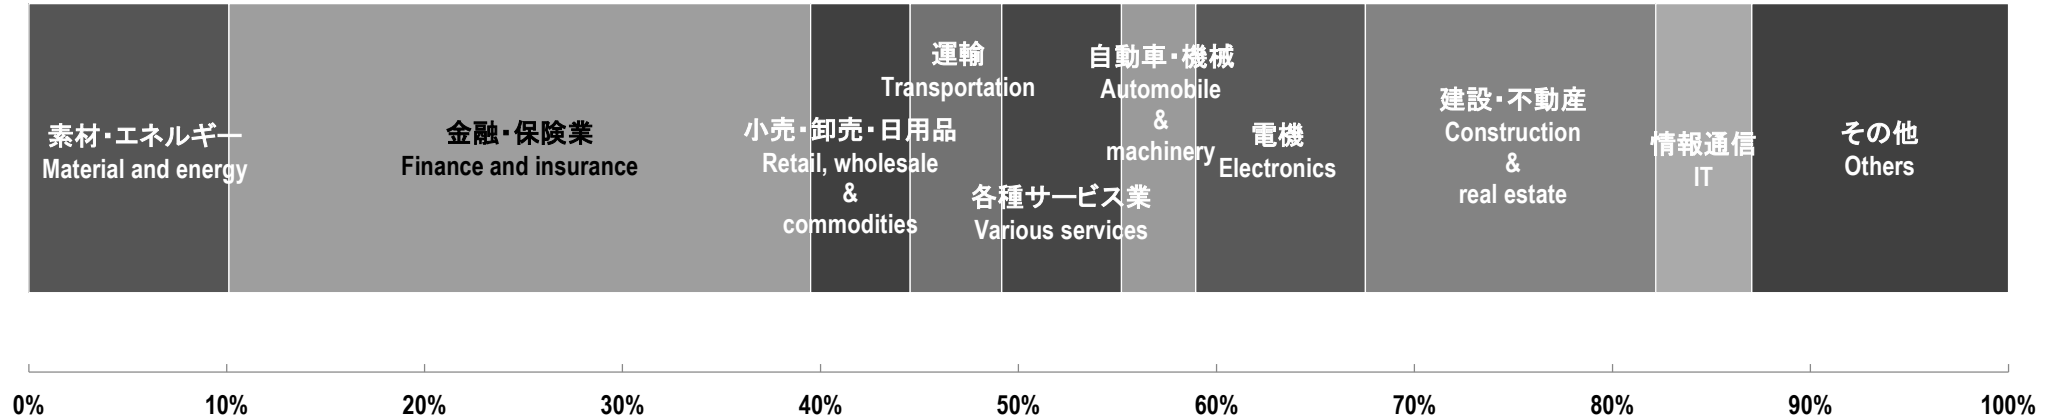 素材・エネルギー
Material and energy
金融・保険業
Finance and insurance
小売・卸売・日用品
Retail, wholesale
&
commodities
運輸
Transportation
各種サービス業
Various services
自動車・機械
Automobile
&
machinery
電機
Electronics
建設・不動産
Construction
&
real estate
情報通信
IT
その他
Others
0% 10% 20% 30% 40% 50% 60% 70% 80% 90% 100%